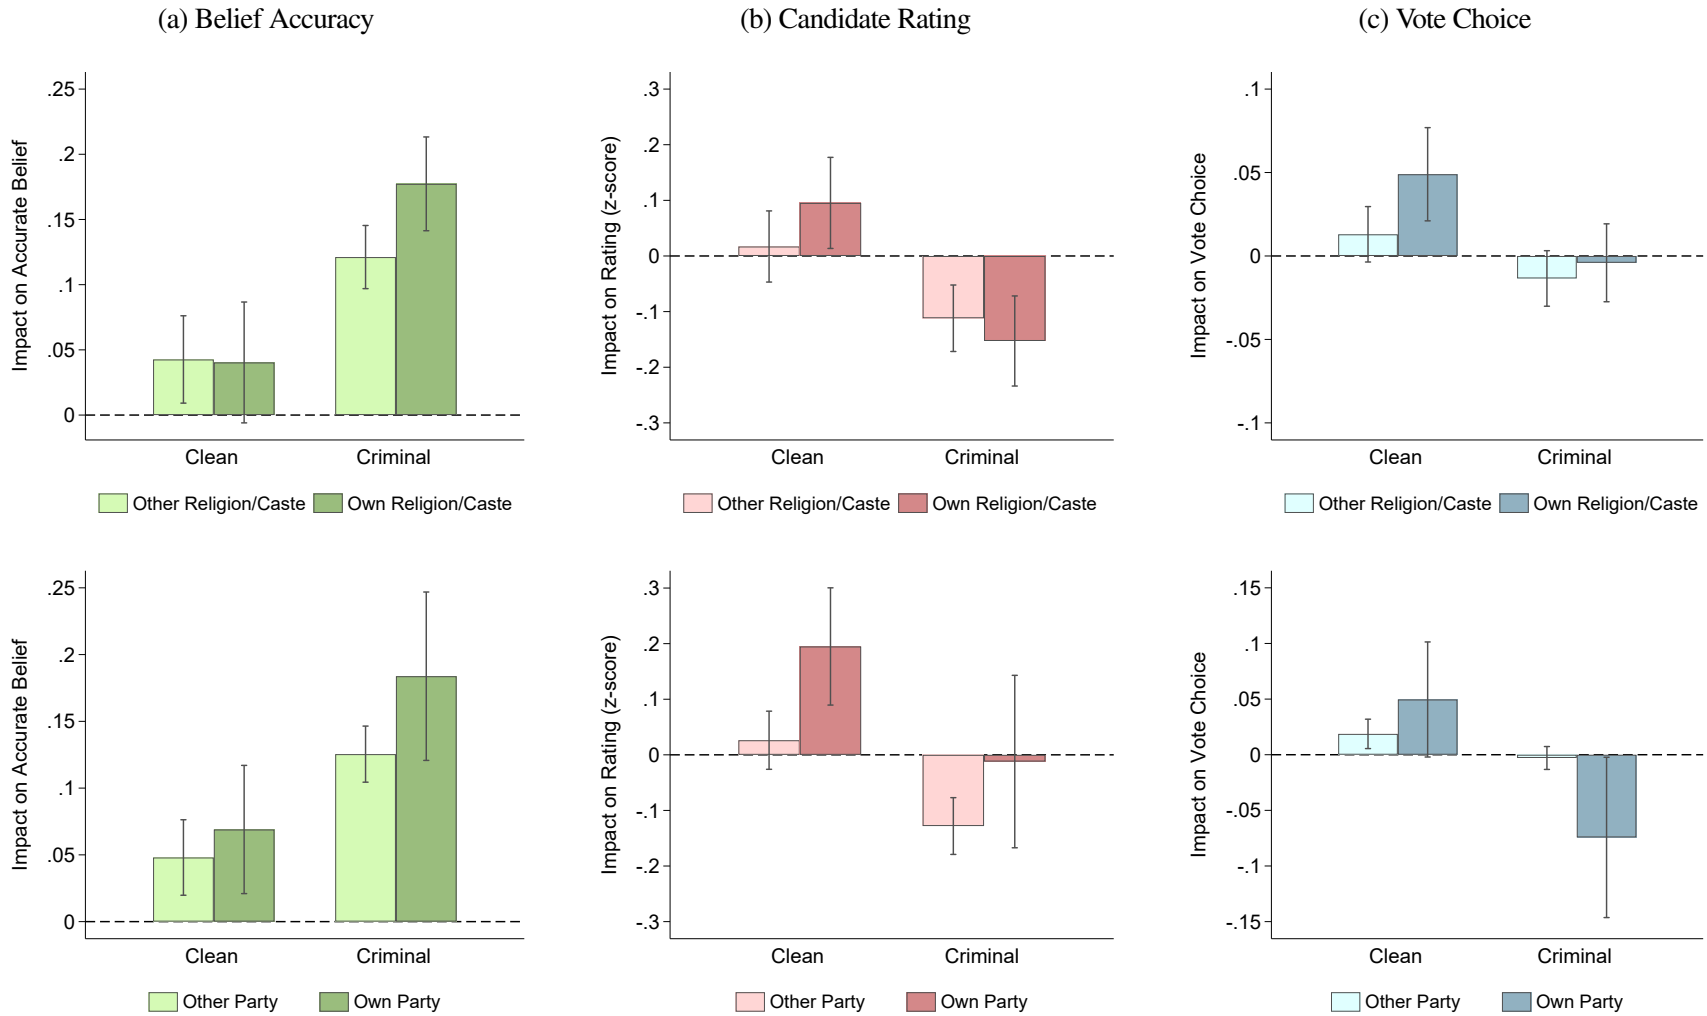 (a) Belief Accuracy
(b) Candidate Rating
(c) Vote Choice
Impact on Accurate Belief
.25
.2
.15
.1
.05
0
Clean
Criminal
Other Religion/Caste
Own Religion/Caste
Impact on Rating (z-score)
.3
.2
.1
0
-.1
-.2
-.3
Clean
Criminal
Other Religion/Caste
Own Religion/Caste
Impact on Vote Choice
.1
.05
0
-.05
-.1
Clean
Criminal
Other Religion/Caste
Own Religion/Caste
Impact on Accurate Belief
.25
.2
.15
.1
.05
0
Clean
Criminal
Other Party
Own Party
Impact on Rating (z-score)
.3
.2
.1
0
-.1
-.2
-.3
Clean
Criminal
Other Party
Own Party
Impact on Vote Choice
.15
.1
.05
0
-.05
-.1
-.15
Clean
Criminal
Other Party
Own Party